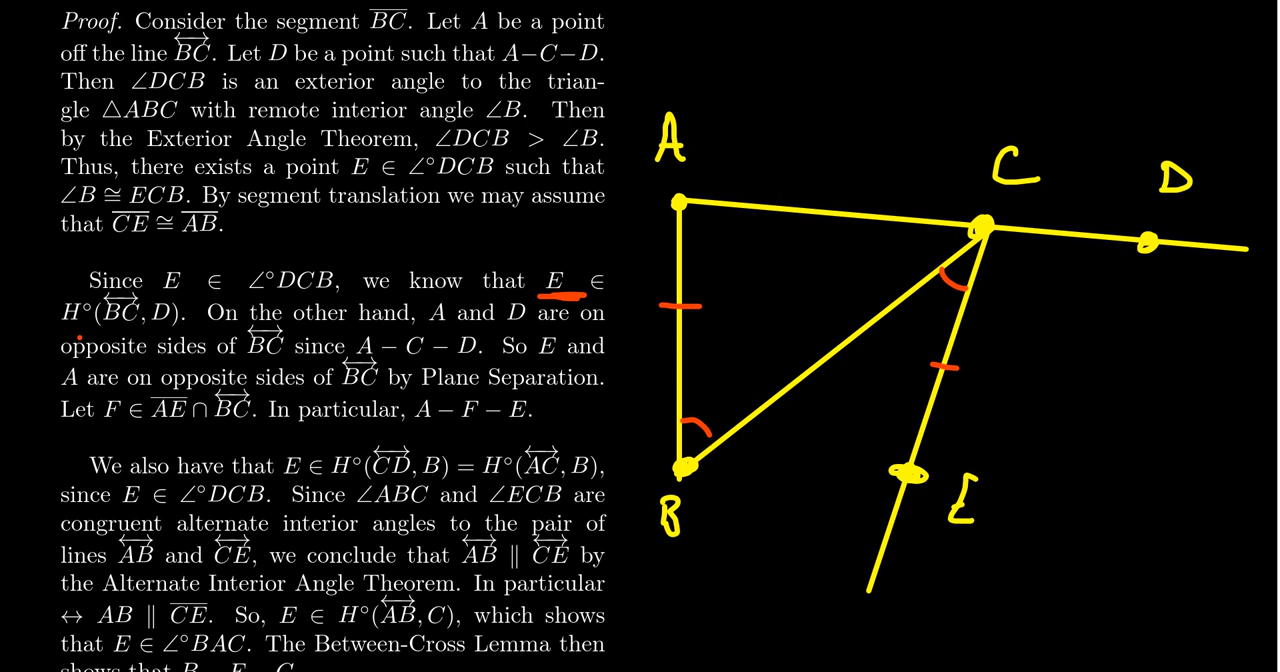 Proof. Consider the segment BC. Let A be a point
off the line BC. Let D be a point such that A−C−D.
Then ∠DCB is an exterior angle to the trian-
gle △ABC with remote interior angle ∠B. Then
by the Exterior Angle Theorem, ∠DCB > ∠B.
Thus, there exists a point E ∈ ∠°DCB such that
∠B ≅ ECB. By segment translation we may assume
that CE ≅ AB.
Since E ∈ ∠°DCB, we know that E ∈
H°(BC, D). On the other hand, A and D are on
opposite sides of BC since A − C − D. So E and
A are on opposite sides of BC by Plane Separation.
Let F ∈ AE ∩ BC. In particular, A − F − E.
We also have that E ∈ H°(CD, B) = H°(AC, B),
since E ∈ ∠°DCB. Since ∠ABC and ∠ECB are
congruent alternate interior angles to the pair of
lines AB and CE, we conclude that AB ∥ CE by
the Alternate Interior Angle Theorem. In particular
↔ AB ∥ CE. So, E ∈ H°(AB, C), which shows
that E ∈ ∠°BAC. The Between-Cross Lemma then
shows that B − F − C
A
C
D
B
E